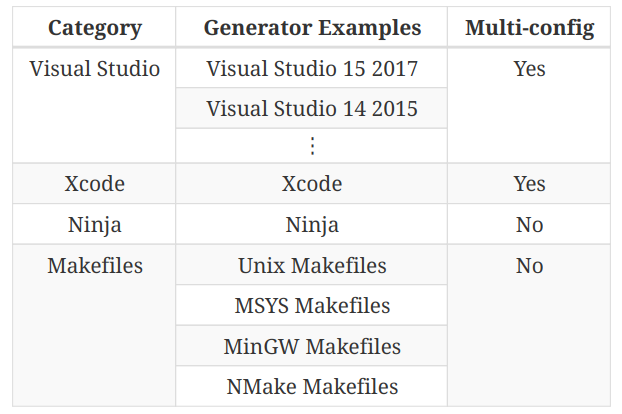 Category Generator Examples Multi-config
Visual Studio Visual Studio 15 2017 Yes
Visual Studio 14 2015
⋮
Xcode Xcode Yes
Ninja Ninja No
Makefiles Unix Makefiles No
MSYS Makefiles
MinGW Makefiles
NMake Makefiles